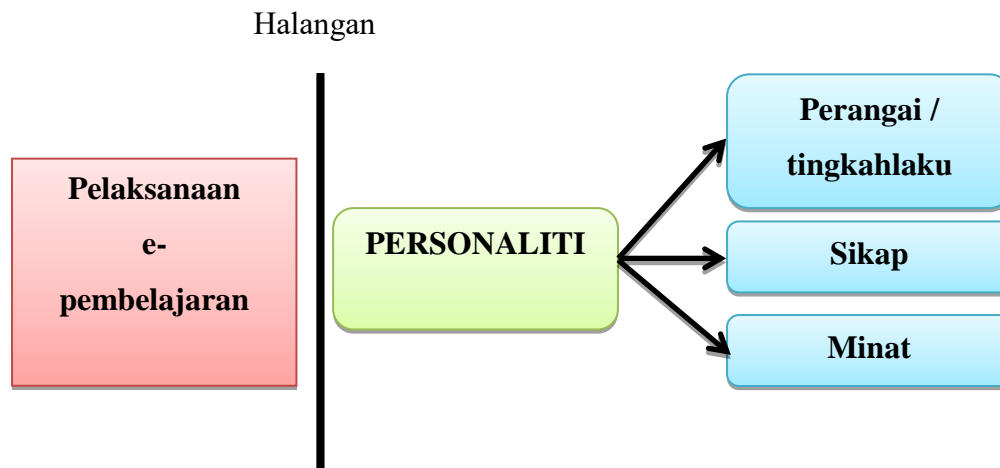 Halangan
Pelaksanaan
e-
pembelajaran
PERSONALITI
Perangai /
tingkahlaku
Sikap
Minat